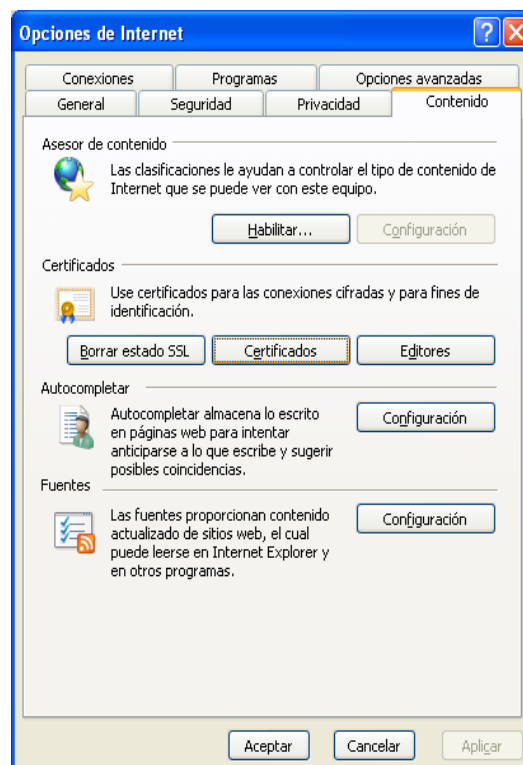 Opciones de Internet
Conexiones Programas Opciones avanzadas
General Seguridad Privacidad Contenido
Asesor de contenido
Las clasificaciones le ayudan a controlar el tipo de contenido de
Internet que se puede ver con este equipo.
Habilitar... Configuración
Certificados
Use certificados para las conexiones cifradas y para fines de
identificación.
Borrar estado SSL Certificados Editores
Autocompletar
Autocompletar almacena lo escrito
en páginas web para intentar
anticiparse a lo que escribe y sugerir
posibles coincidencias.
Configuración
Fuentes
Las fuentes proporcionan contenido
actualizado de sitios web, el cual
puede leerse en Internet Explorer y
en otros programas.
Configuración
Aceptar Cancelar Aplicar